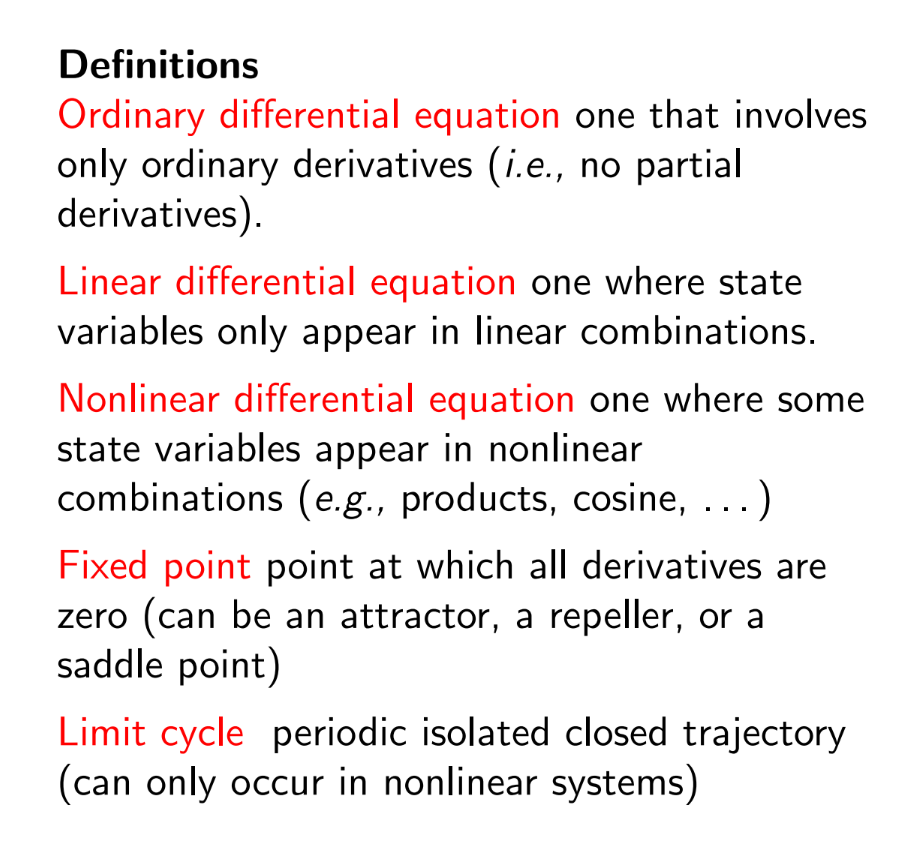 Definitions
Ordinary differential equation one that involves
only ordinary derivatives (i.e., no partial
derivatives).
Linear differential equation one where state
variables only appear in linear combinations.
Nonlinear differential equation one where some
state variables appear in nonlinear
combinations (e.g., products, cosine, ...)
Fixed point point at which all derivatives are
zero (can be an attractor, a repeller, or a
saddle point)
Limit cycle periodic isolated closed trajectory
(can only occur in nonlinear systems)